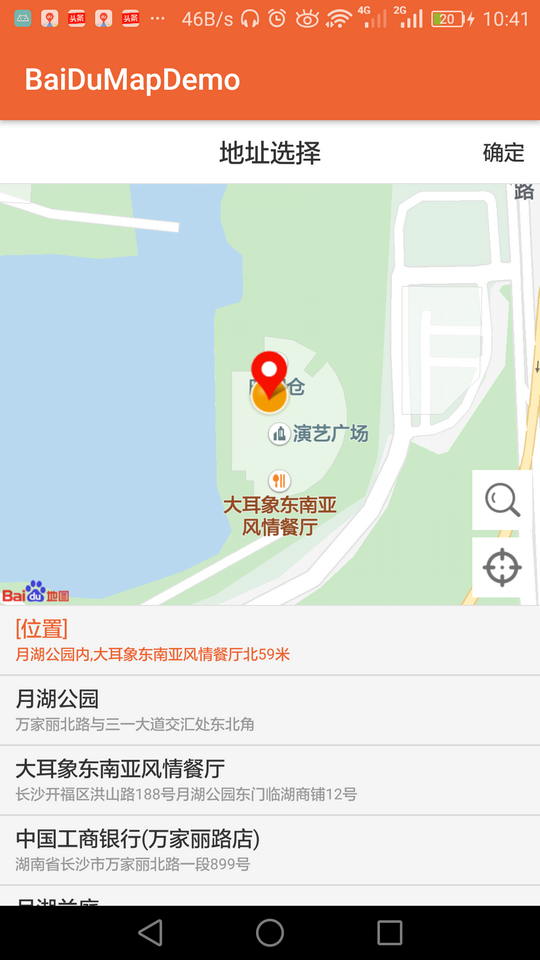 头条
头条
46B/s
4G
2G
20
10:41
BaiDuMapDemo
地址选择
确定
路
仓
演艺广场
大耳象东南亚
风情餐厅
Bai du 地图
[位置]
月湖公园内,大耳象东南亚风情餐厅北59米
月湖公园
万家丽北路与三一大道交汇处东北角
大耳象东南亚风情餐厅
长沙开福区洪山路188号月湖公园东门临湖商铺12号
中国工商银行(万家丽路店)
湖南省长沙市万家丽北路一段899号